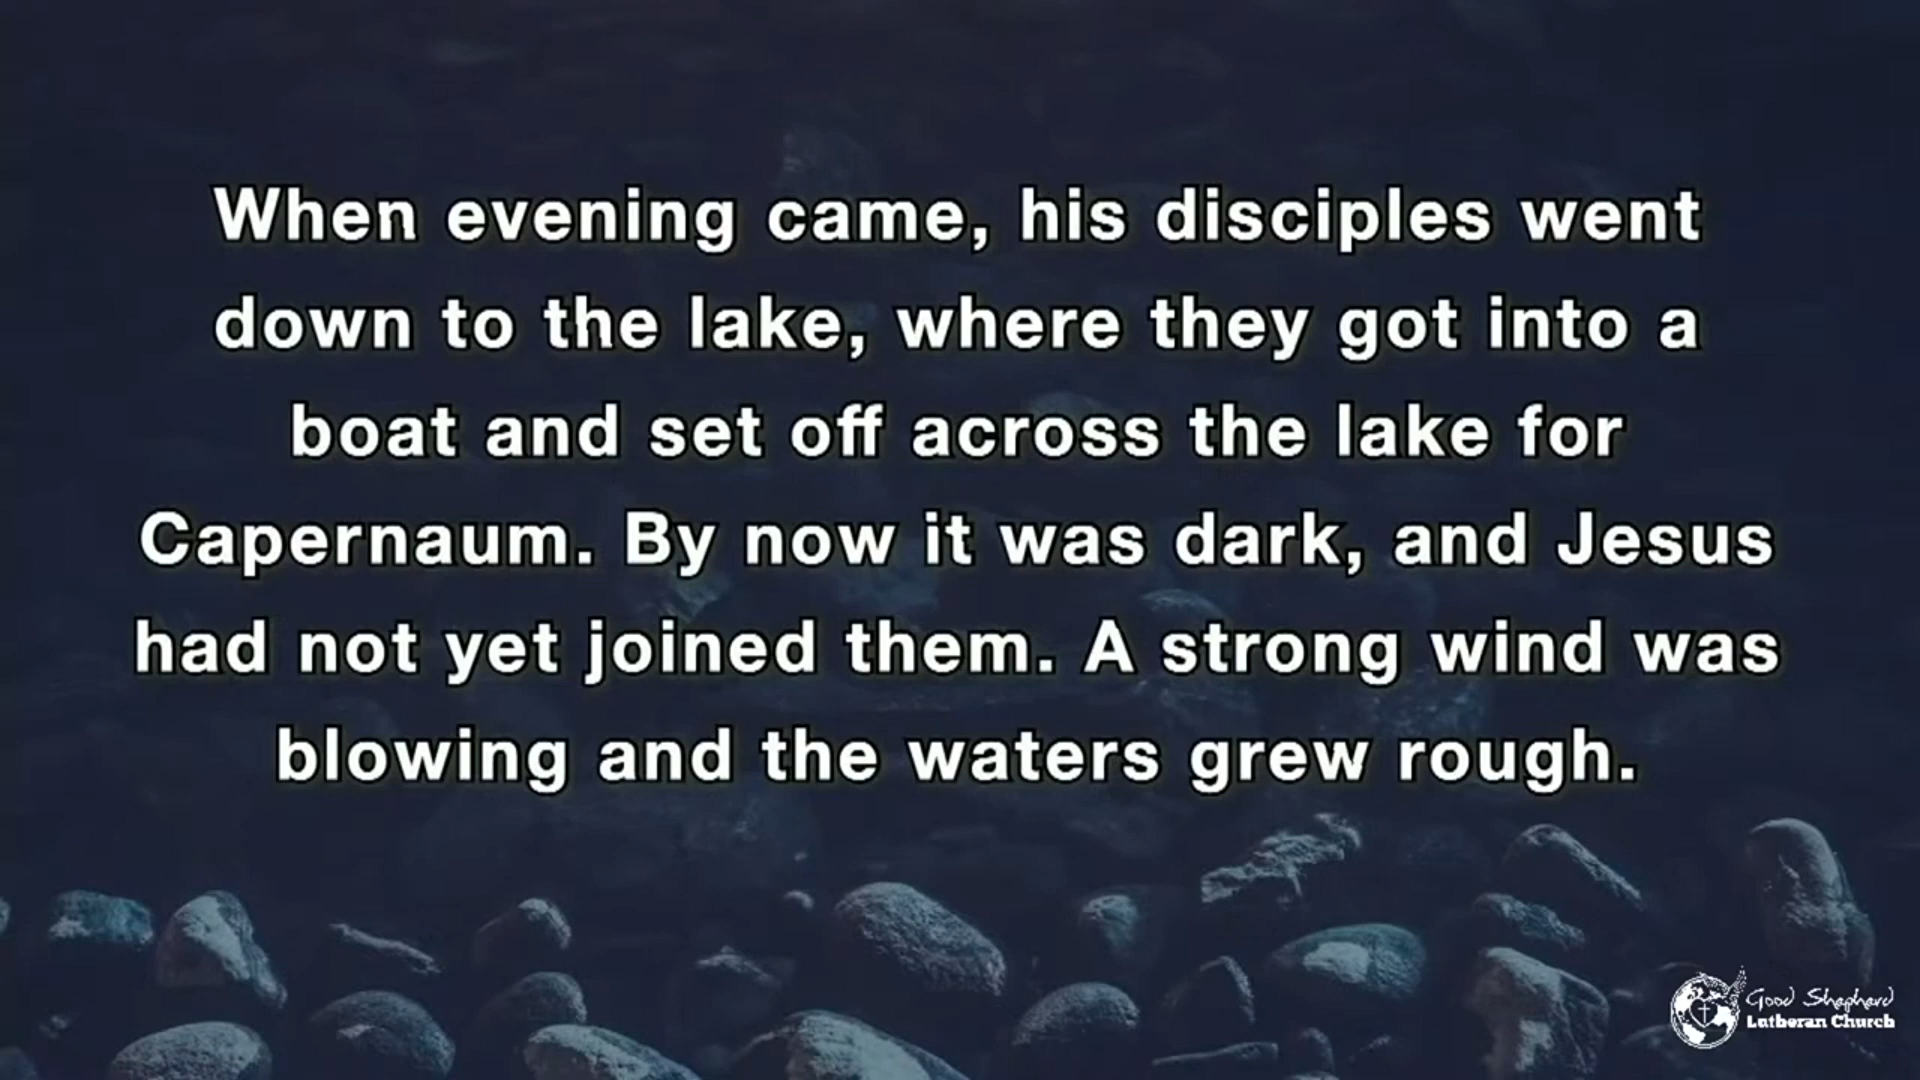 When evening came, his disciples went
down to the lake, where they got into a
boat and set off across the lake for
Capernaum. By now it was dark, and Jesus
had not yet joined them. A strong wind was
blowing and the waters grew rough.
Good Shepherd
Lutheran Church